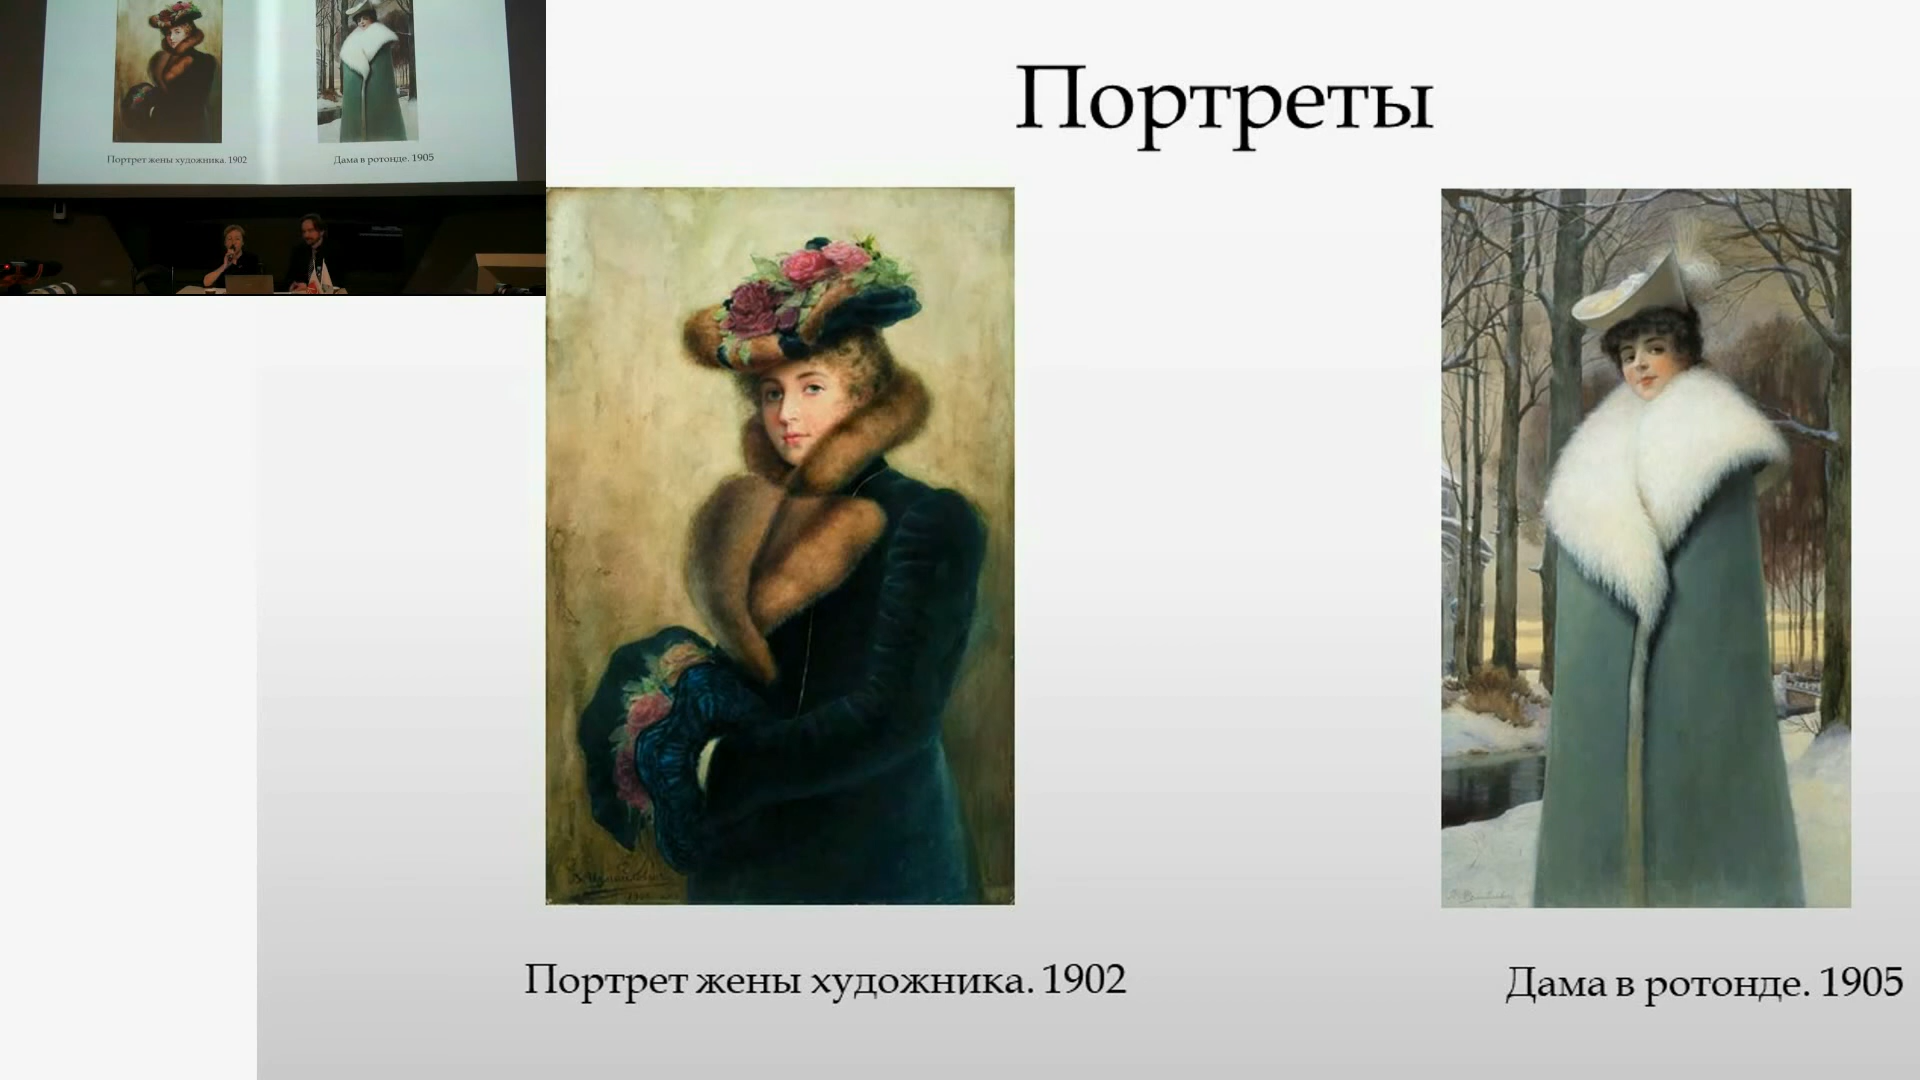 Портреты
Портрет жены художника. 1902
Дама в ротонде. 1905
Портрет жены художника. 1902
Дама в ротонде. 1905